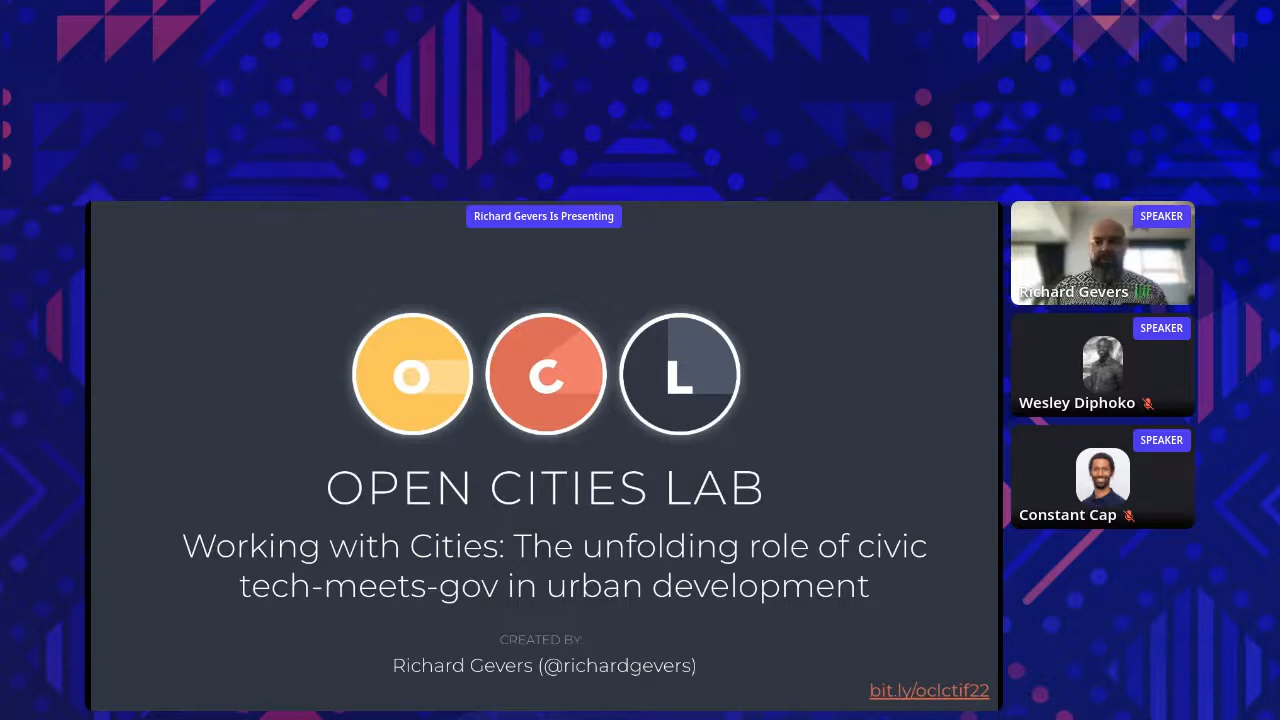 Richard Gevers Is Presenting
O C L
OPEN CITIES LAB
Working with Cities: The unfolding role of civic
tech-meets-gov in urban development
CREATED BY:
Richard Gevers (@richardgevers)
bit.ly/oclctif22
SPEAKER
Richard Gevers
SPEAKER
Wesley Diphoko
SPEAKER
Constant Cap